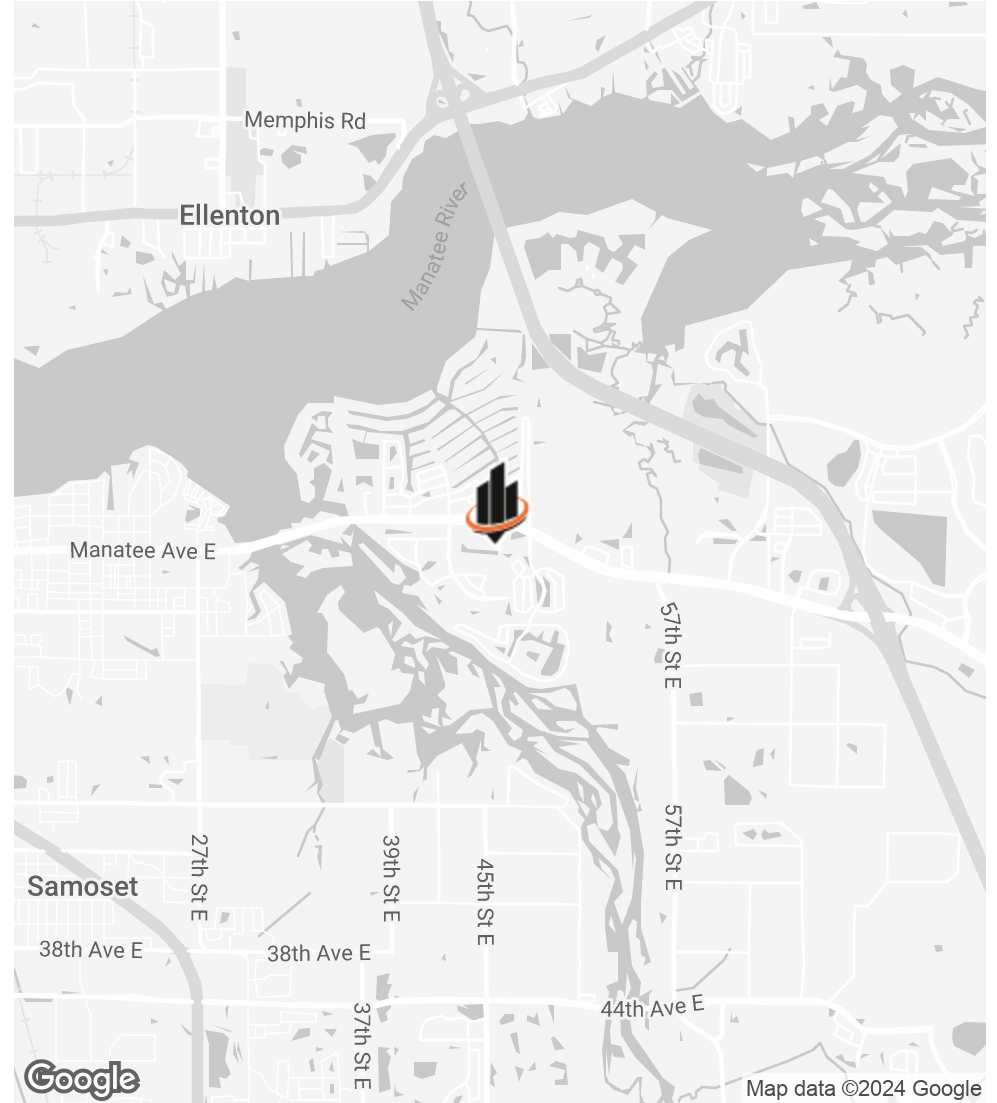 Memphis Rd
Ellenton
Manatee River
Manatee Ave E
57th St E
57th St E
27th St E
39th St E
45th St E
Samoset
38th Ave E
38th Ave E
44th Ave E
37th St E
Google
Map data ©2024 Google